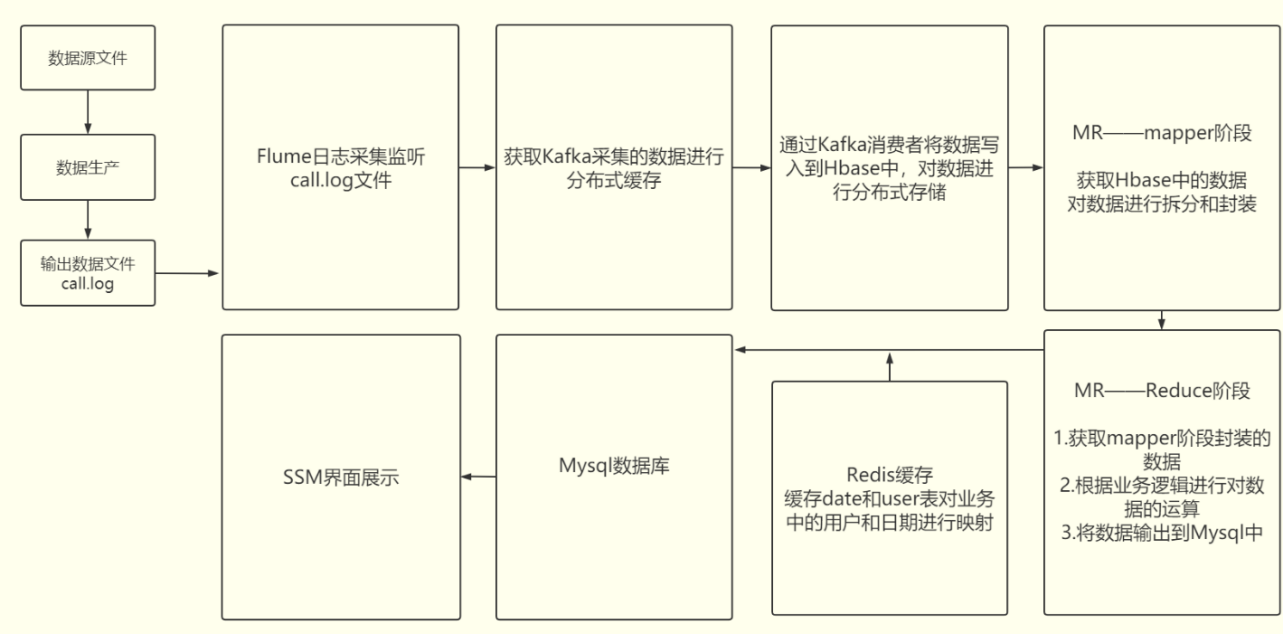 数据源文件
数据生产
输出数据文件
call.log
Flume日志采集监听
call.log文件
获取Kafka采集的数据进行
分布式缓存
通过Kafka消费者将数据写
入到Hbase中，对数据进
行分布式存储
MR——mapper阶段
获取Hbase中的数据
对数据进行拆分和封装
MR——Reduce阶段
1.获取mapper阶段封装的
数据
2.根据业务逻辑进行对数
据的运算
3.将数据输出到Mysql中
Redis缓存
缓存date和user表对业务
中的用户和日期进行映射
Mysql数据库
SSM界面展示